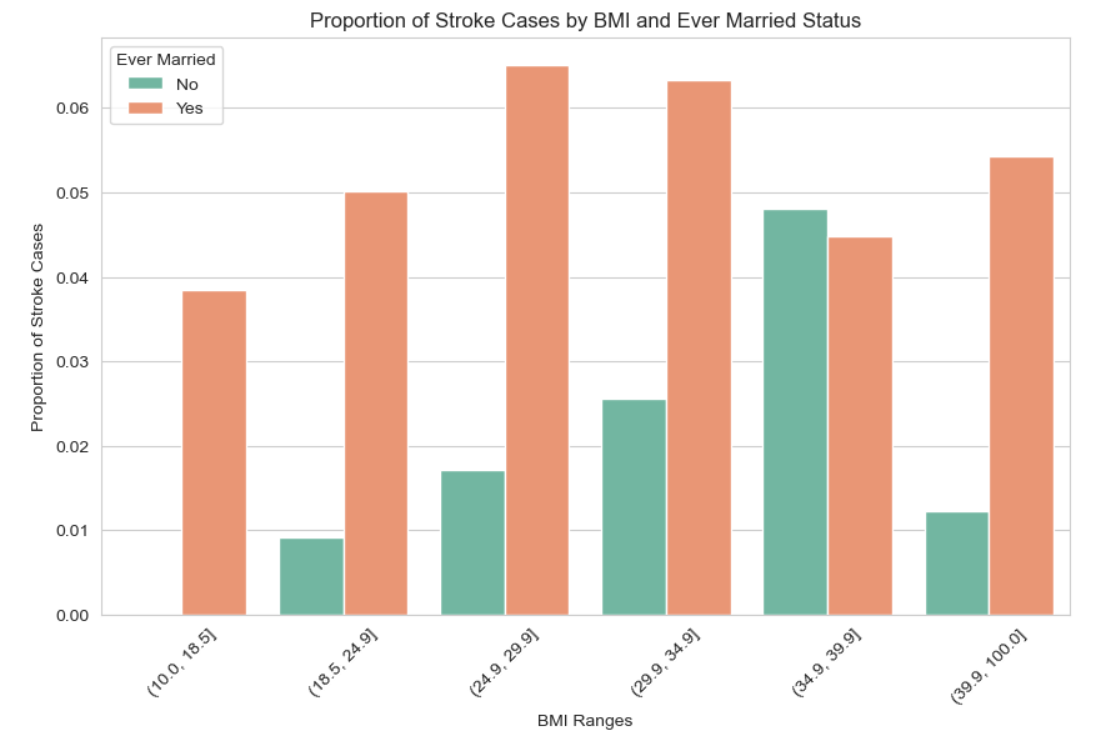 Proportion of Stroke Cases by BMI and Ever Married Status
Ever Married
No
Yes
Proportion of Stroke Cases
0.06
0.05
0.04
0.03
0.02
0.01
0.00
(10.0, 18.5]
(18.5, 24.9]
(24.9, 29.9]
(29.9, 34.9]
(34.9, 39.9]
(39.9, 100.0]
BMI Ranges